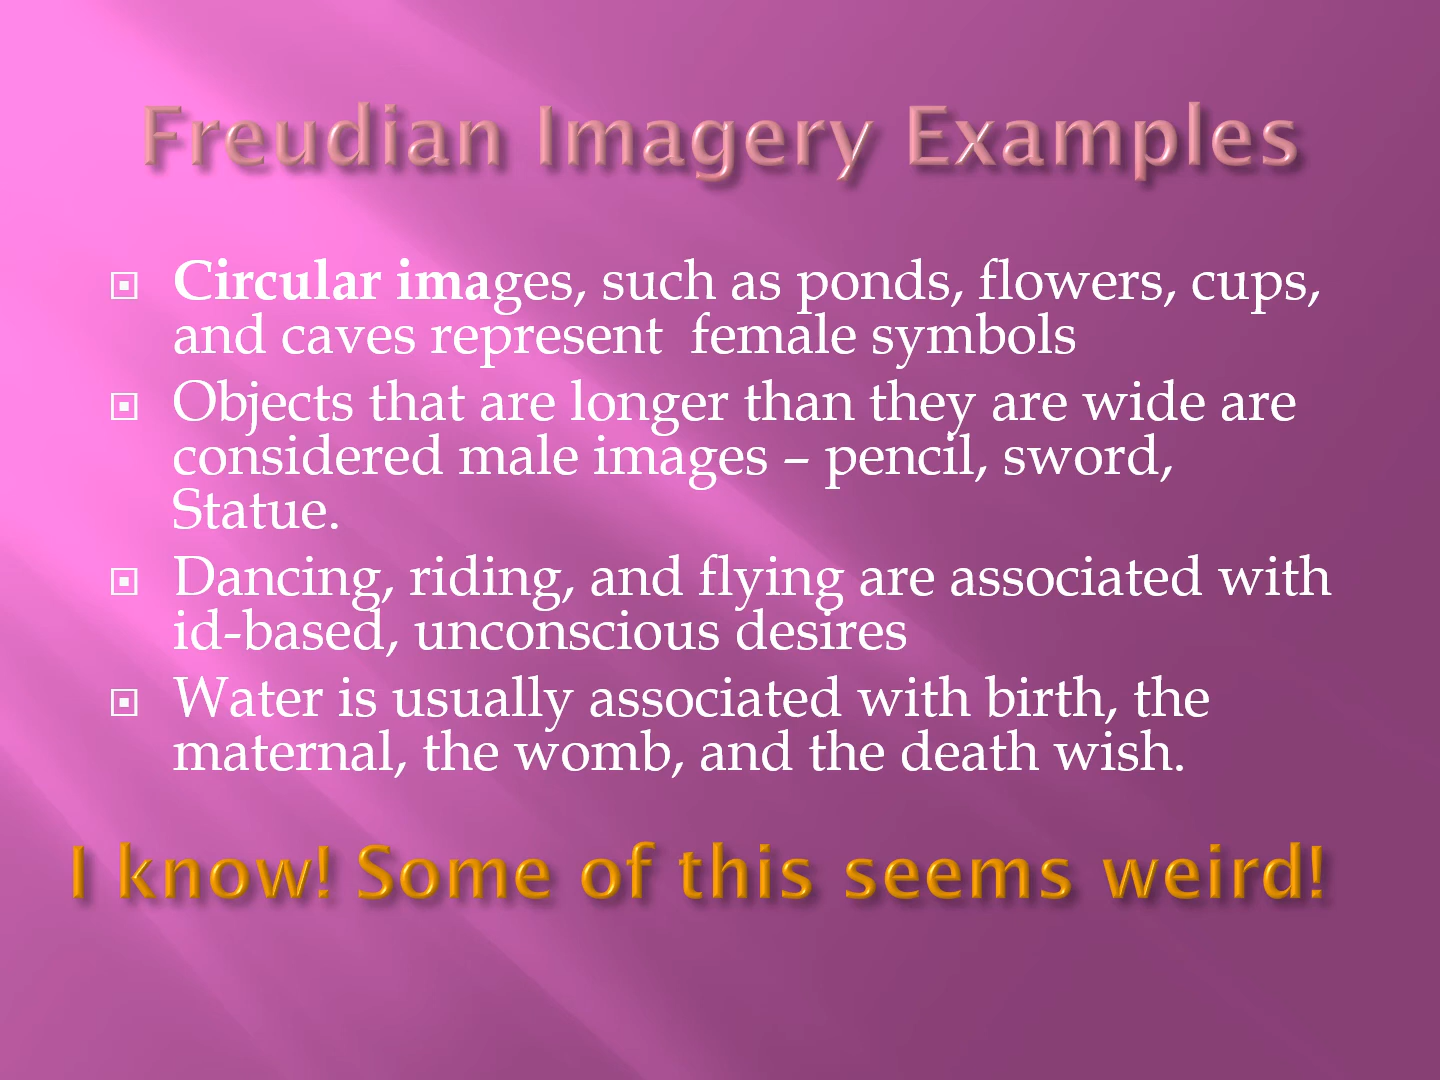 Freudian Imagery Examples
Circular images, such as ponds, flowers, cups,
and caves represent  female symbols
Objects that are longer than they are wide are
considered male images – pencil, sword,
Statue.
Dancing, riding, and flying are associated with
id-based, unconscious desires
Water is usually associated with birth, the
maternal, the womb, and the death wish.
I know! Some of this seems weird!